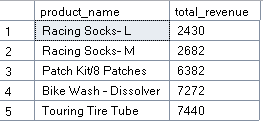 product_name total_revenue
1 Racing Socks- L 2430
2 Racing Socks- M 2682
3 Patch Kit/8 Patches 6382
4 Bike Wash - Dissolver 7272
5 Touring Tire Tube 7440